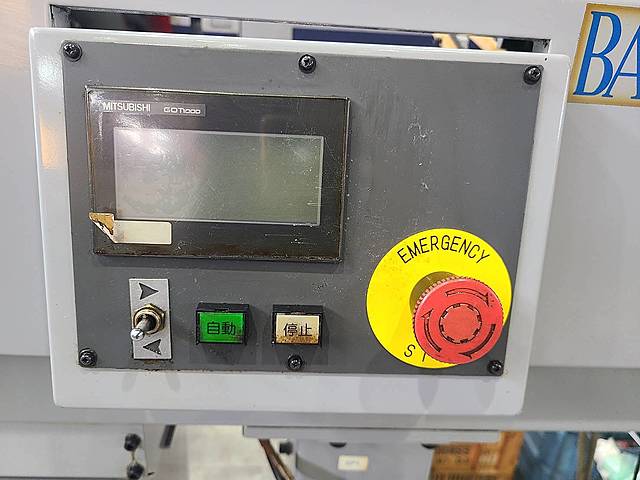 MITSUBISHI GOT1000
BA
EMERGENCY
自動
停止
S T